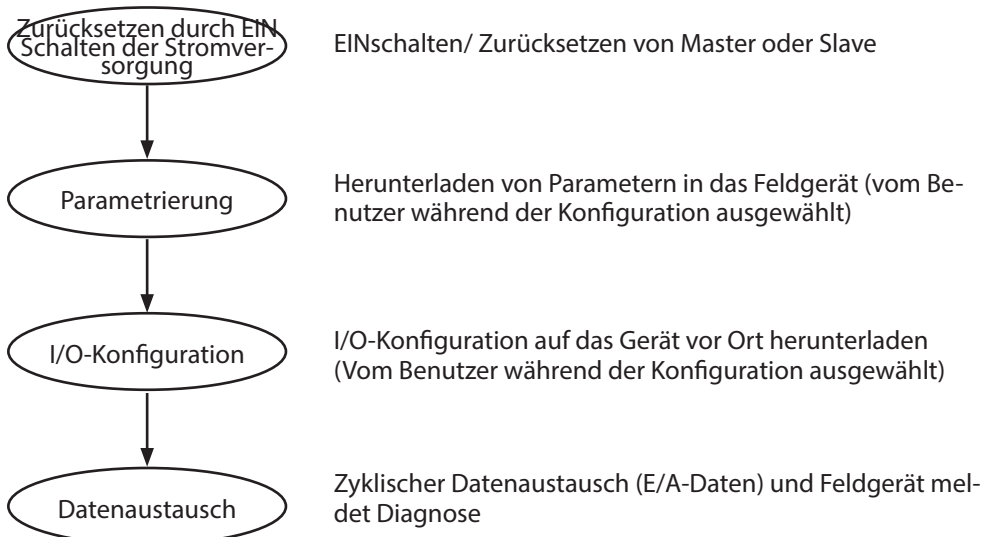 Zurücksetzen durch EIN
Schalten der Stromver-
sorgung
EINschalten/ Zurücksetzen von Master oder Slave
Parametrierung
Herunterladen von Parametern in das Feldgerät (vom Be-
nutzer während der Konfiguration ausgewählt)
I/O-Konfiguration
I/O-Konfiguration auf das Gerät vor Ort herunterladen
(Vom Benutzer während der Konfiguration ausgewählt)
Datenaustausch
Zyklischer Datenaustausch (E/A-Daten) und Feldgerät mel-
det Diagnose